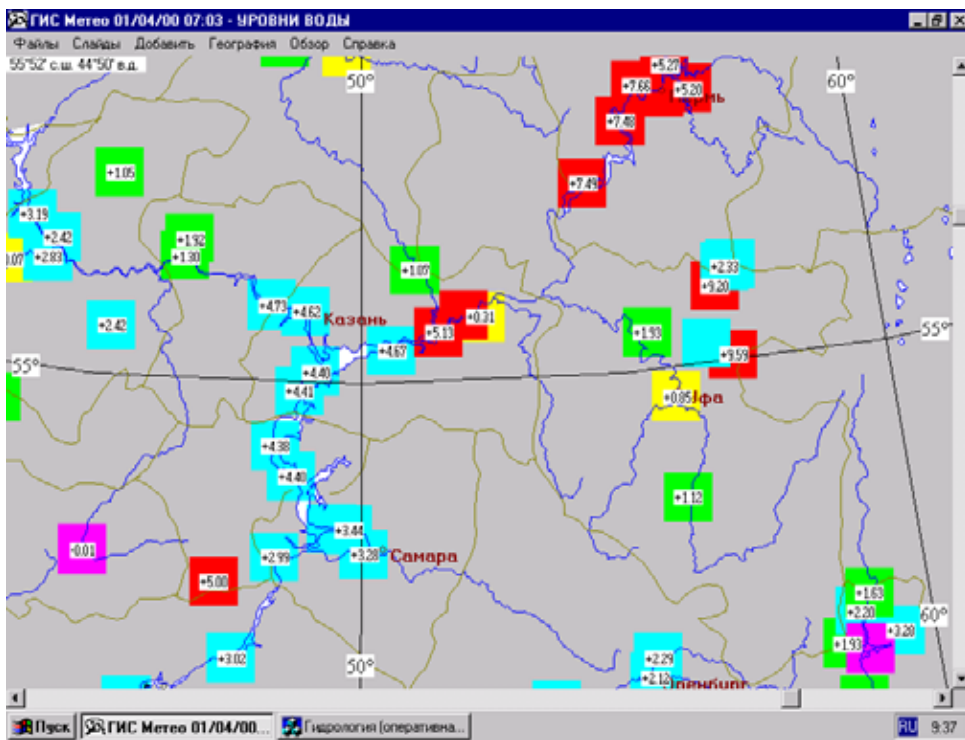 ГИС Метео 01/04/00 07:03 - УРОВНИ ВОДЫ
Файлы Слайды Добавить География Обзор Справка
55°52' с.ш. 44°50' в.д.
50° 60°
+5.27
+7.66 +5.20
+7.48
+1.05
+7.49
+3.19
+2.42 +1.92
+2.83 +1.30
+1.07 +2.33
+9.20
+4.73 +4.62 Казань +0.31
+2.42 +5.13 +1.93 55°
+4.67 +9.59
55° +4.40
+4.41 +0.85
+4.38
+4.40 +1.12
+3.44
-0.01 +2.99 +3.28 Самара
+5.00
+1.63
+2.20 60°
+3.28
+3.02 50° +2.29 +1.93
+2.12
Оренбург
Пуск ГИС Метео 01/04/00... Гидрология (оперативна... RU 9:37